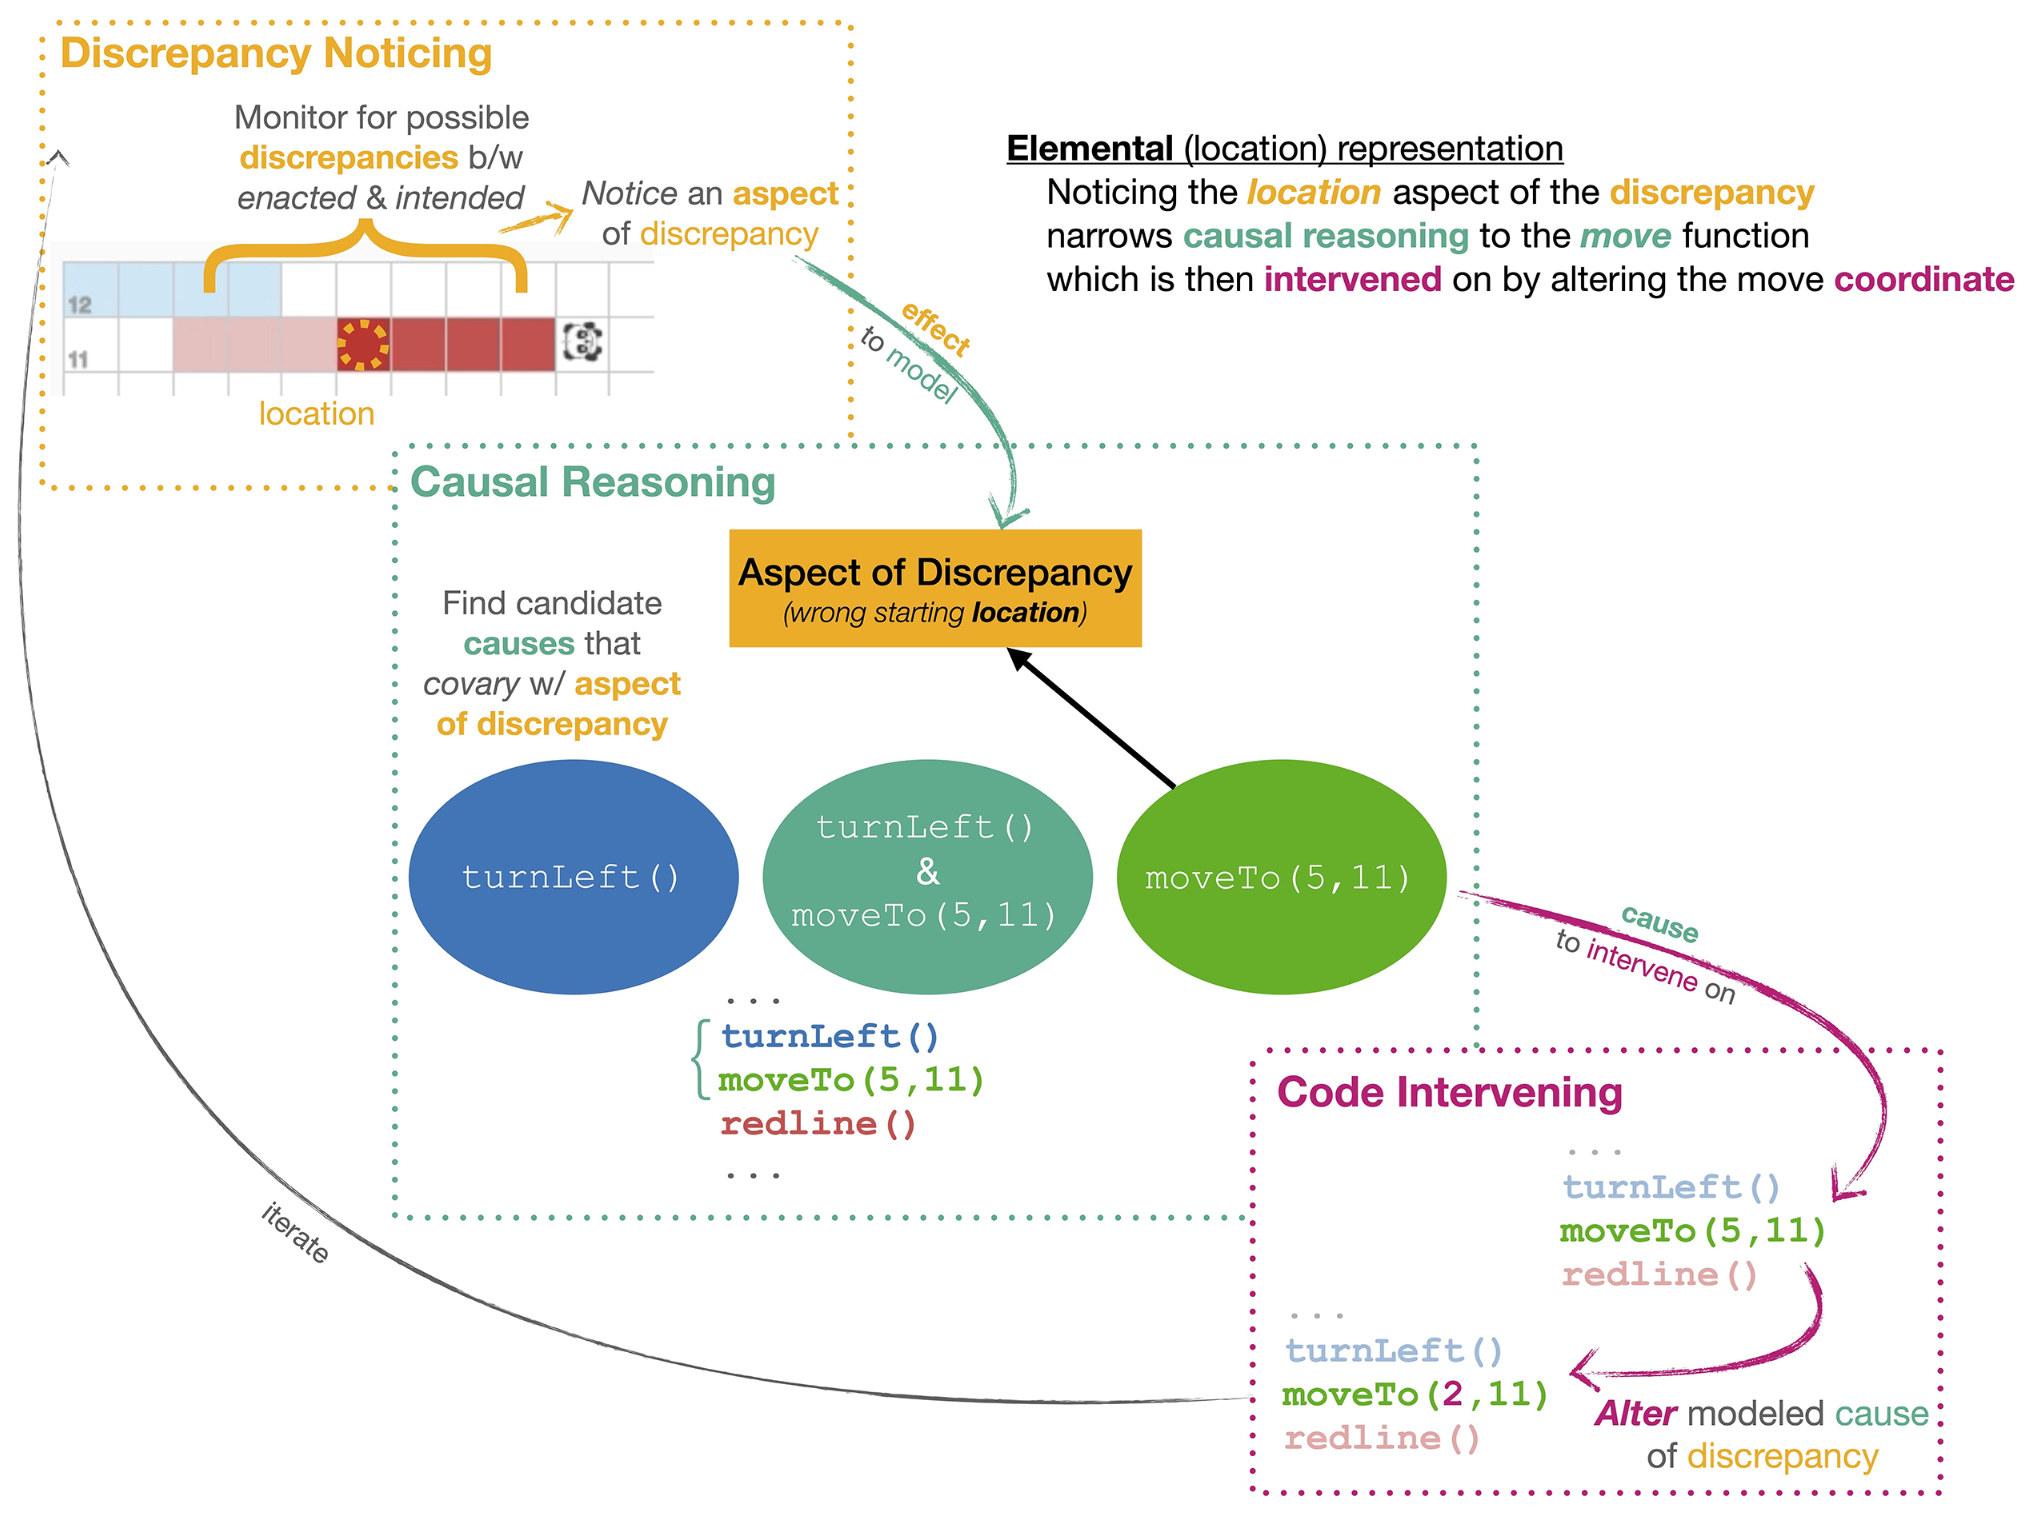 Discrepancy Noticing
Monitor for possible
discrepancies b/w
enacted & intended
Notice an aspect
of discrepancy
12
11
location
Elemental (location) representation
Noticing the location aspect of the discrepancy
narrows causal reasoning to the move function
which is then intervened on by altering the move coordinate
effect
to model
Causal Reasoning
Aspect of Discrepancy
(wrong starting location)
Find candidate
causes that
covary w/ aspect
of discrepancy
turnLeft()
turnLeft()
&
moveTo(5,11)
moveTo(5,11)
...
turnLeft()
moveTo(5,11)
redline()
...
cause
to intervene on
Code Intervening
...
turnLeft()
moveTo(5,11)
redline()
...
turnLeft()
moveTo(2,11)
redline()
Alter modeled cause
of discrepancy
iterate